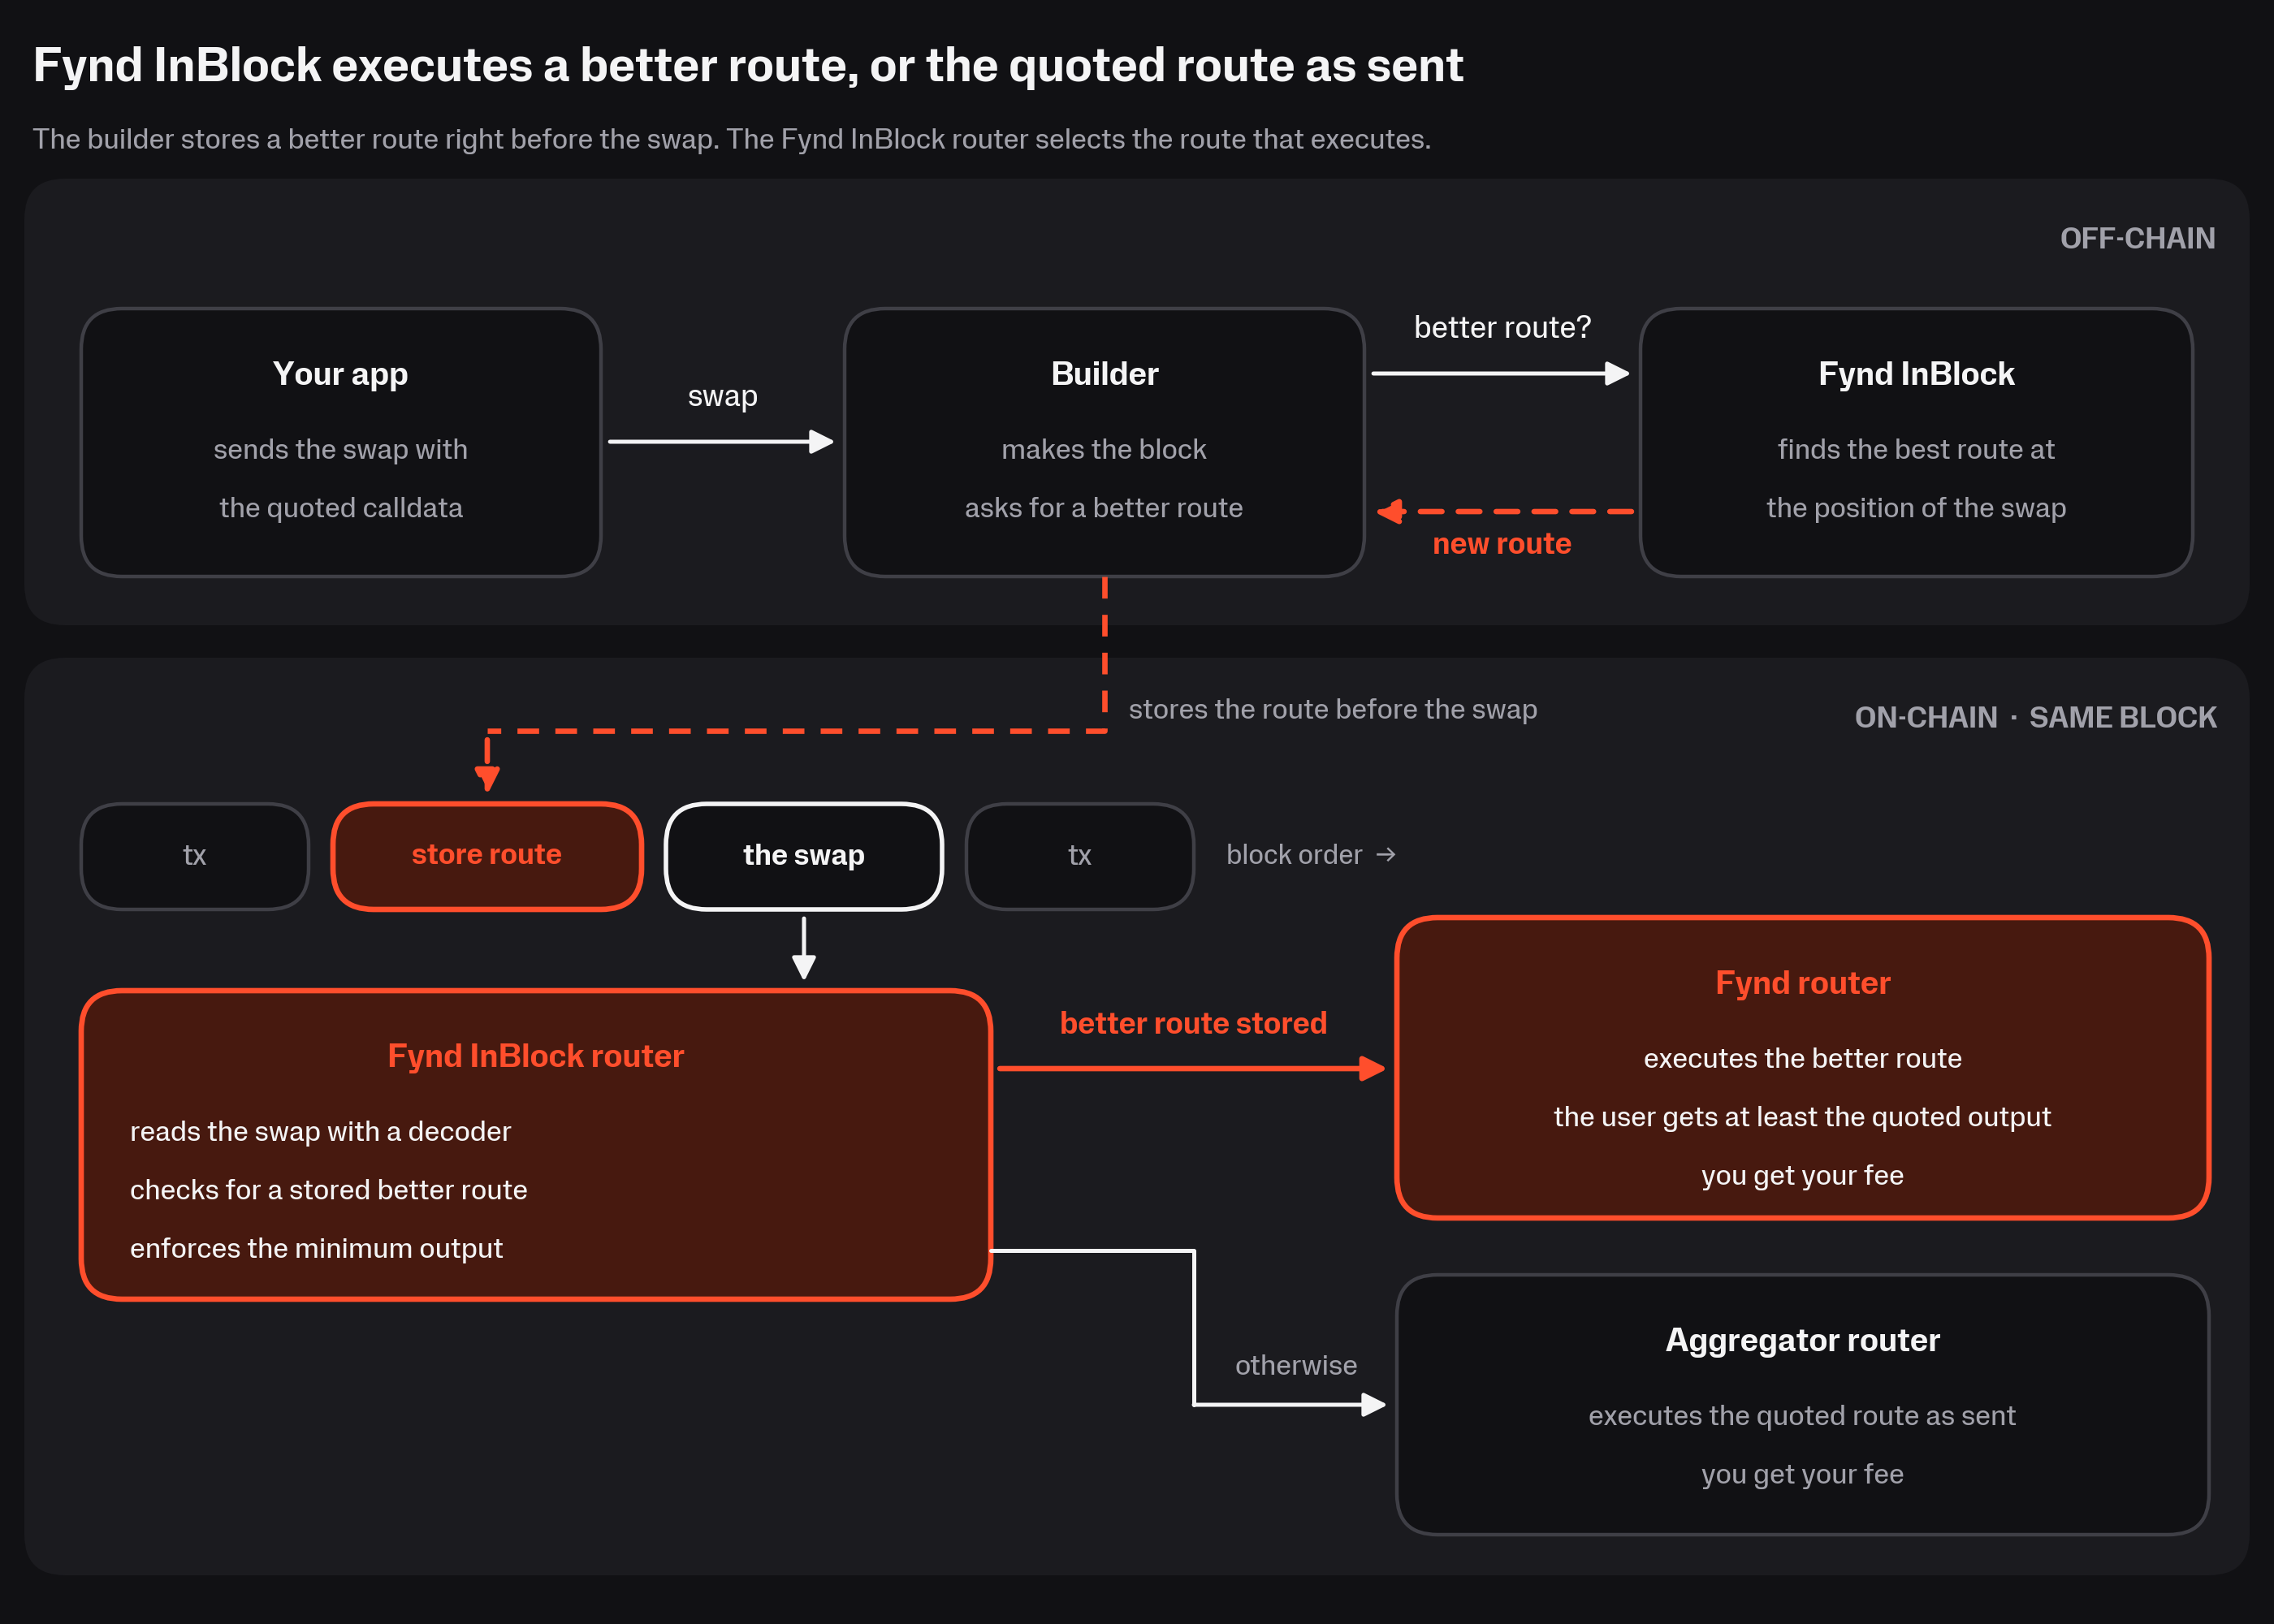 Fynd InBlock executes a better route, or the quoted route as sent
The builder stores a better route right before the swap. The Fynd InBlock router selects the route that executes.
OFF-CHAIN
Your app
sends the swap with
the quoted calldata
swap
Builder
makes the block
asks for a better route
better route?
new route
Fynd InBlock
finds the best route at
the position of the swap
stores the route before the swap
ON-CHAIN · SAME BLOCK
tx
store route
the swap
tx
block order →
Fynd InBlock router
reads the swap with a decoder
checks for a stored better route
enforces the minimum output
better route stored
Fynd router
executes the better route
the user gets at least the quoted output
you get your fee
otherwise
Aggregator router
executes the quoted route as sent
you get your fee